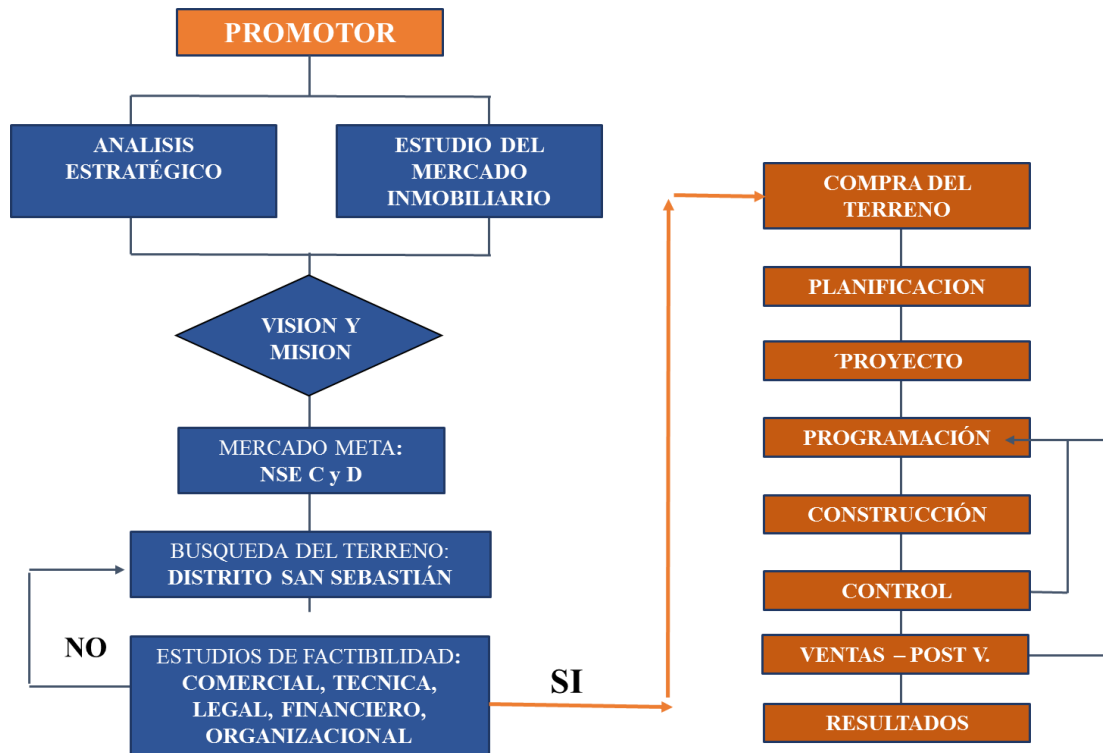 PROMOTOR
ANALISIS
ESTRATÉGICO
ESTUDIO DEL
MERCADO
INMOBILIARIO
VISION Y
MISION
MERCADO META:
NSE C y D
BUSQUEDA DEL TERRENO:
DISTRITO SAN SEBASTIÁN
NO
ESTUDIOS DE FACTIBILIDAD:
COMERCIAL, TECNICA,
LEGAL, FINANCIERO,
ORGANIZACIONAL
SI
COMPRA DEL
TERRENO
PLANIFICACION
´PROYECTO
PROGRAMACIÓN
CONSTRUCCIÓN
CONTROL
VENTAS – POST V.
RESULTADOS